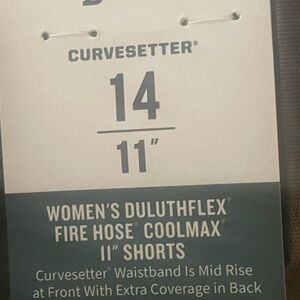 CURVESETTER®
14
11"
WOMEN'S DULUTHFLEX®
FIRE HOSE® COOLMAX®
11" SHORTS
Curvesetter® Waistband Is Mid Rise
at Front With Extra Coverage in Back